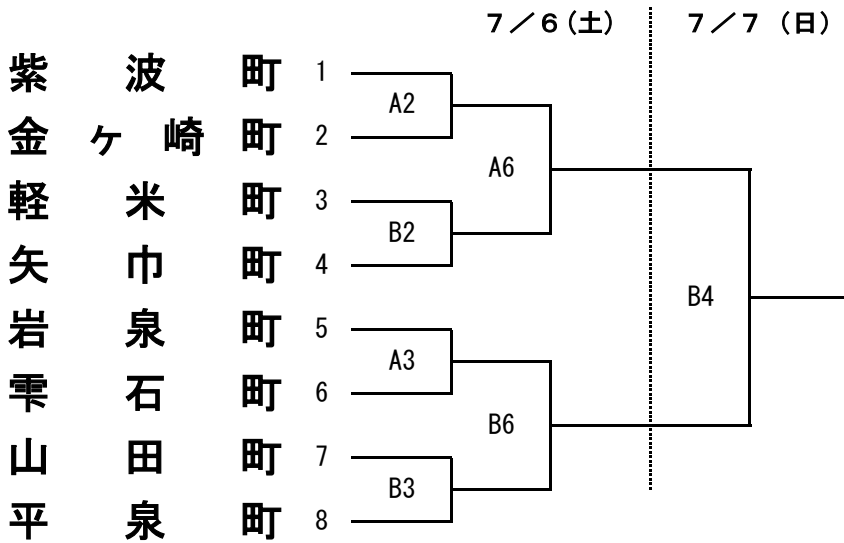 ７／６(土) ７／７（日）
紫波町 1
A2
金ヶ崎町 2
A6
軽米町 3
B2
矢巾町 4
B4
岩泉町 5
A3
雫石町 6
B6
山田町 7
B3
平泉町 8